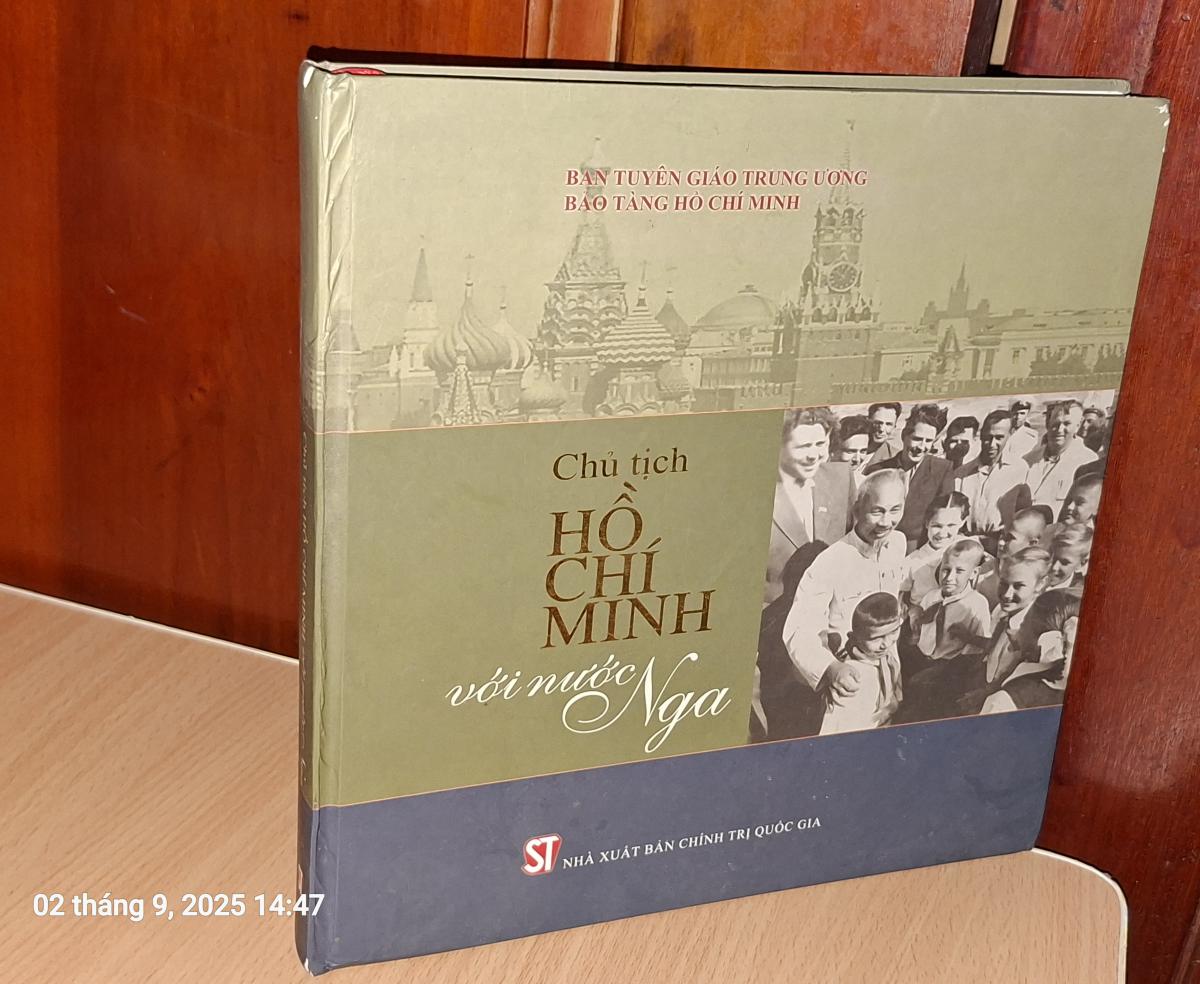 BAN TUYÊN GIÁO TRUNG ƯƠNG
BẢO TÀNG HỒ CHÍ MINH
Chủ tịch
HỒ
CHÍ
MINH
với nước Nga
ST NHÀ XUẤT BẢN CHÍNH TRỊ QUỐC GIA
02 tháng 9, 2025 14:47